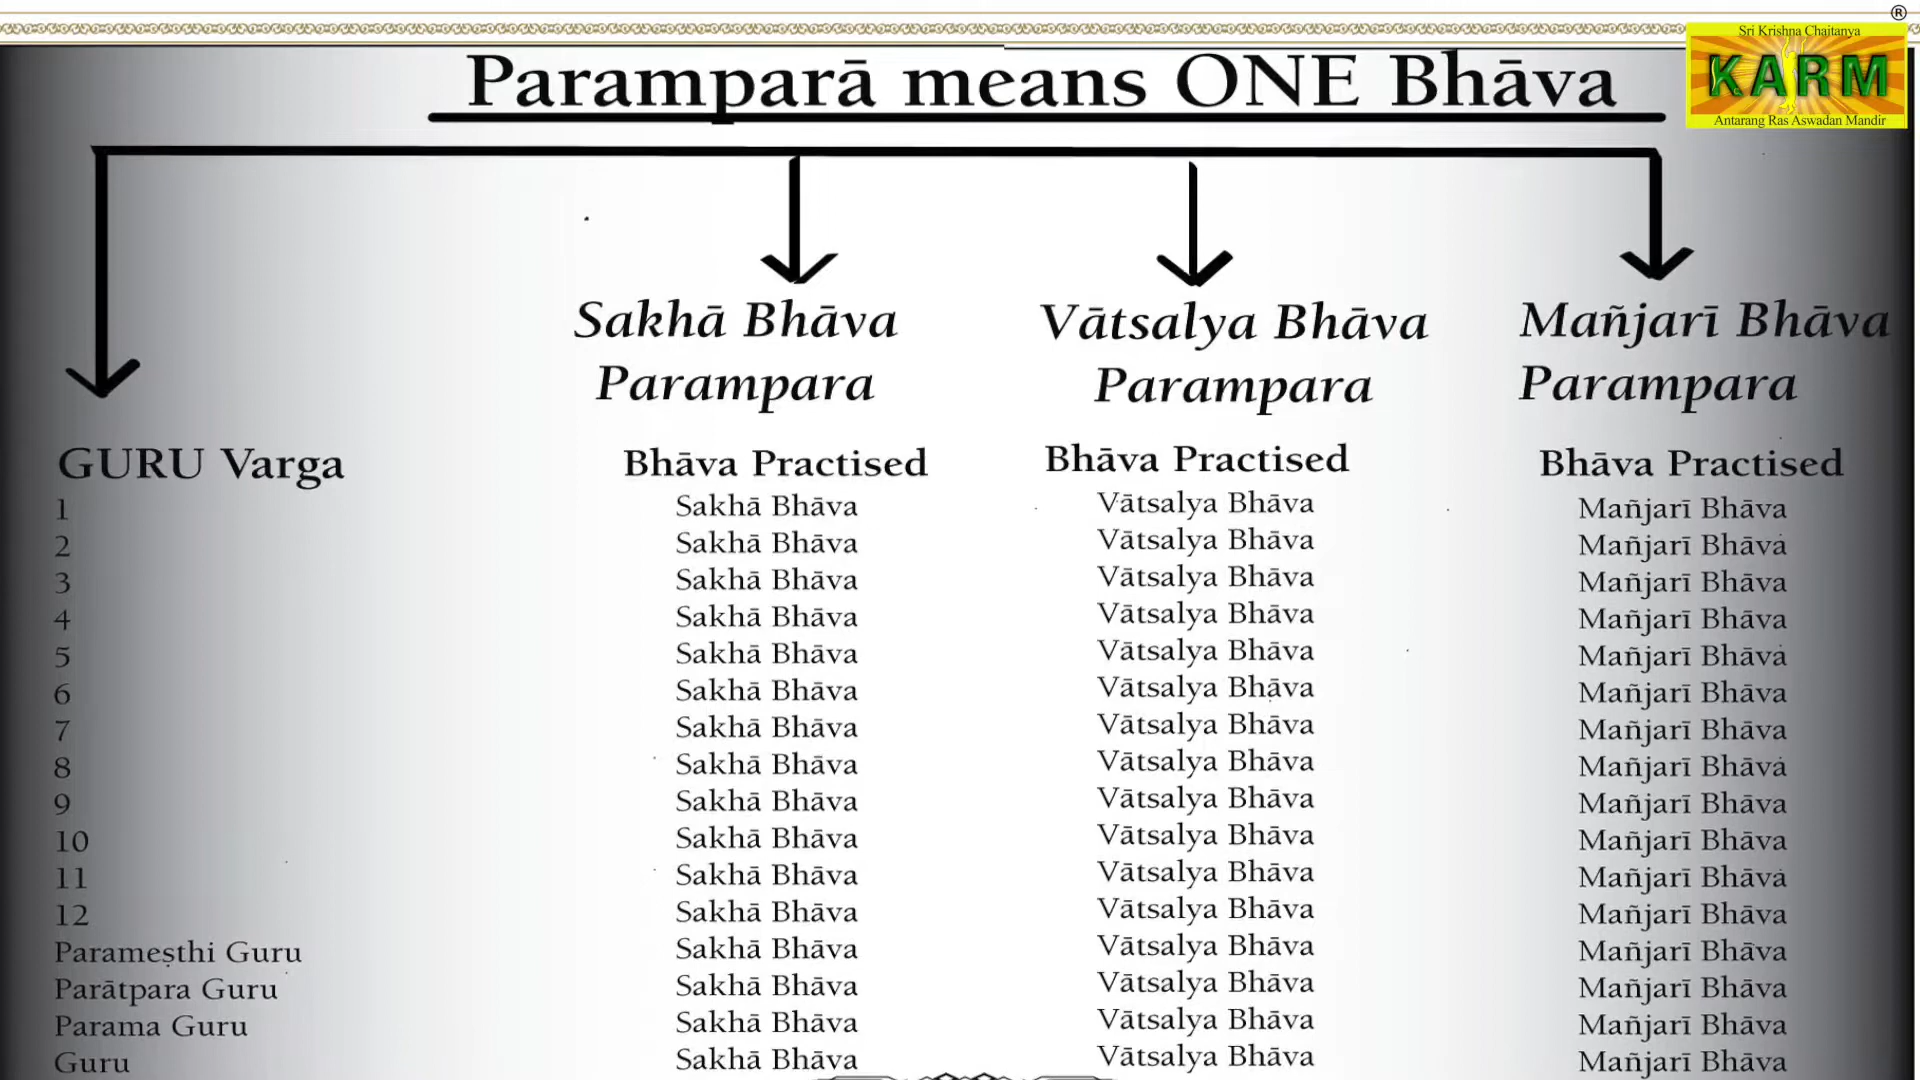 ®
Sri Krishna Chaitanya
KARM
Antarang Ras Aswadan Mandir
Paramparā means ONE Bhāva
Sakhā Bhāva
Parampara
Vātsalya Bhāva
Parampara
Mañjarī Bhāva
Parampara
GURU Varga Bhāva Practised Bhāva Practised Bhāva Practised
1 Sakhā Bhāva Vātsalya Bhāva Mañjarī Bhāva
2 Sakhā Bhāva Vātsalya Bhāva Mañjarī Bhāva
3 Sakhā Bhāva Vātsalya Bhāva Mañjarī Bhāva
4 Sakhā Bhāva Vātsalya Bhāva Mañjarī Bhāva
5 Sakhā Bhāva Vātsalya Bhāva Mañjarī Bhāva
6 Sakhā Bhāva Vātsalya Bhāva Mañjarī Bhāva
7 Sakhā Bhāva Vātsalya Bhāva Mañjarī Bhāva
8 Sakhā Bhāva Vātsalya Bhāva Mañjarī Bhāva
9 Sakhā Bhāva Vātsalya Bhāva Mañjarī Bhāva
10 Sakhā Bhāva Vātsalya Bhāva Mañjarī Bhāva
11 Sakhā Bhāva Vātsalya Bhāva Mañjarī Bhāva
12 Sakhā Bhāva Vātsalya Bhāva Mañjarī Bhāva
Parameṣthi Guru Sakhā Bhāva Vātsalya Bhāva Mañjarī Bhāva
Parātpara Guru Sakhā Bhāva Vātsalya Bhāva Mañjarī Bhāva
Parama Guru Sakhā Bhāva Vātsalya Bhāva Mañjarī Bhāva
Guru Sakhā Bhāva Vātsalya Bhāva Mañjarī Bhāva